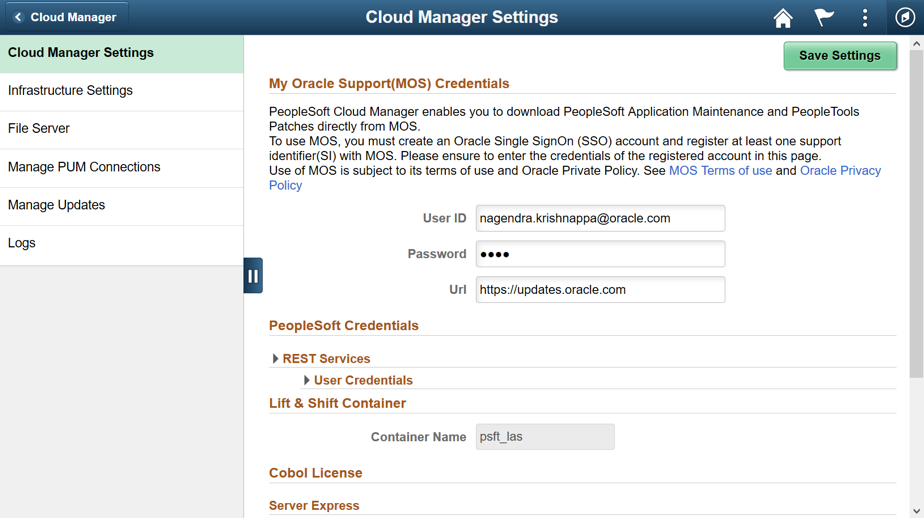 Cloud Manager
Cloud Manager Settings
Cloud Manager Settings
Infrastructure Settings
File Server
Manage PUM Connections
Manage Updates
Logs
Save Settings
My Oracle Support(MOS) Credentials
PeopleSoft Cloud Manager enables you to download PeopleSoft Application Maintenance and PeopleTools
Patches directly from MOS.
To use MOS, you must create an Oracle Single SignOn (SSO) account and register at least one support
identifier(SI) with MOS. Please ensure to enter the credentials of the registered account in this page.
Use of MOS is subject to its terms of use and Oracle Private Policy. See MOS Terms of use and Oracle Privacy
Policy
User ID nagendra.krishnappa@oracle.com
Password ●●●●
Url https://updates.oracle.com
PeopleSoft Credentials
REST Services
User Credentials
Lift & Shift Container
Container Name psft_las
Cobol License
Server Express